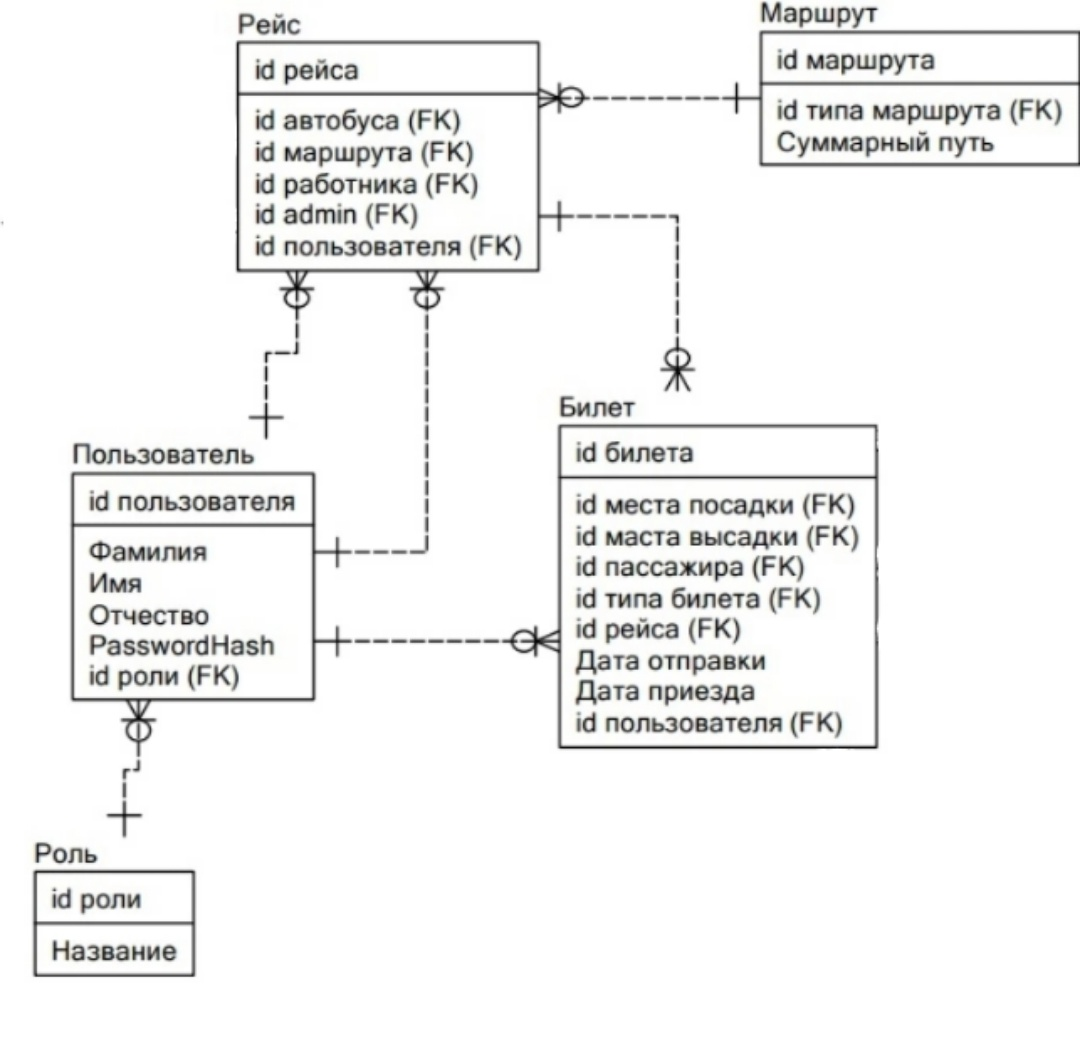 Рейс
id рейса
id автобуса (FK)
id маршрута (FK)
id работника (FK)
id admin (FK)
id пользователя (FK)
Маршрут
id маршрута
id типа маршрута (FK)
Суммарный путь
Пользователь
id пользователя
Фамилия
Имя
Отчество
PasswordHash
id роли (FK)
Билет
id билета
id места посадки (FK)
id маста высадки (FK)
id пассажира (FK)
id типа билета (FK)
id рейса (FK)
Дата отправки
Дата приезда
id пользователя (FK)
Роль
id роли
Название